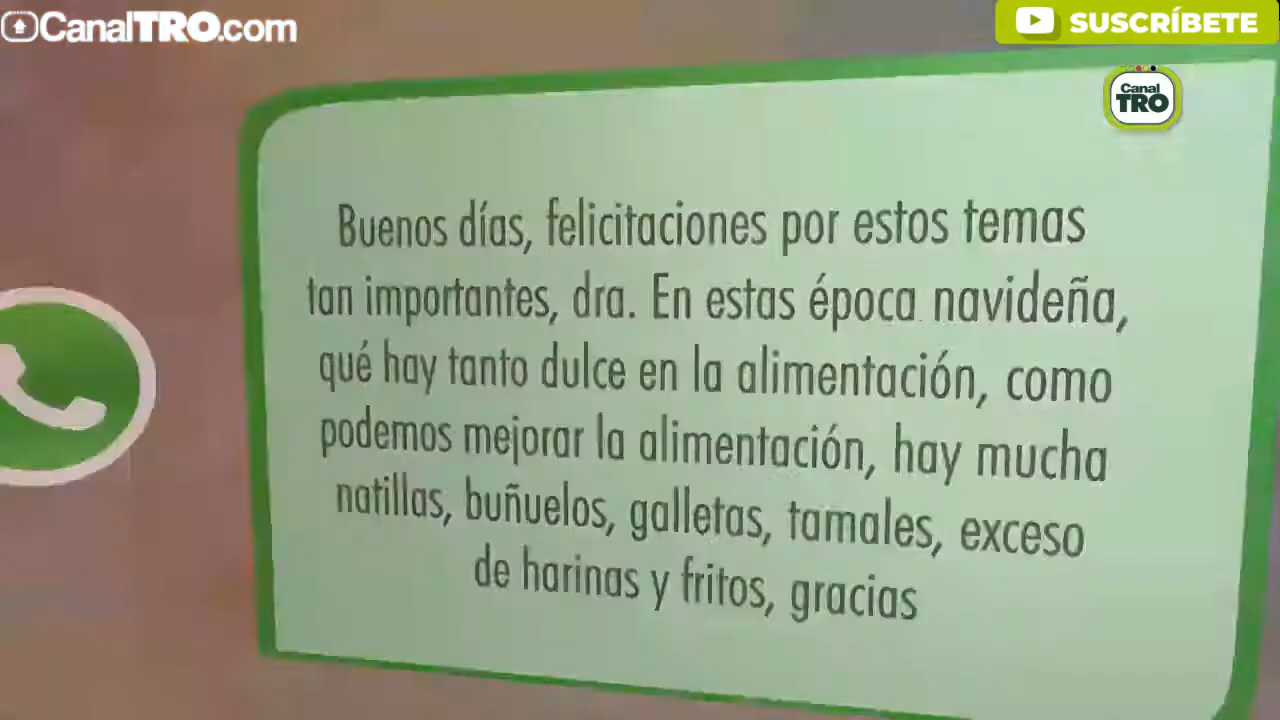 CanalTRO.com
SUSCRÍBETE
Canal
TRO
Buenos días, felicitaciones por estos temas
tan importantes, dra. En estas época navideña,
qué hay tanto dulce en la alimentación, como
podemos mejorar la alimentación, hay mucha
natillas, buñuelos, galletas, tamales, exceso
de harinas y fritos, gracias